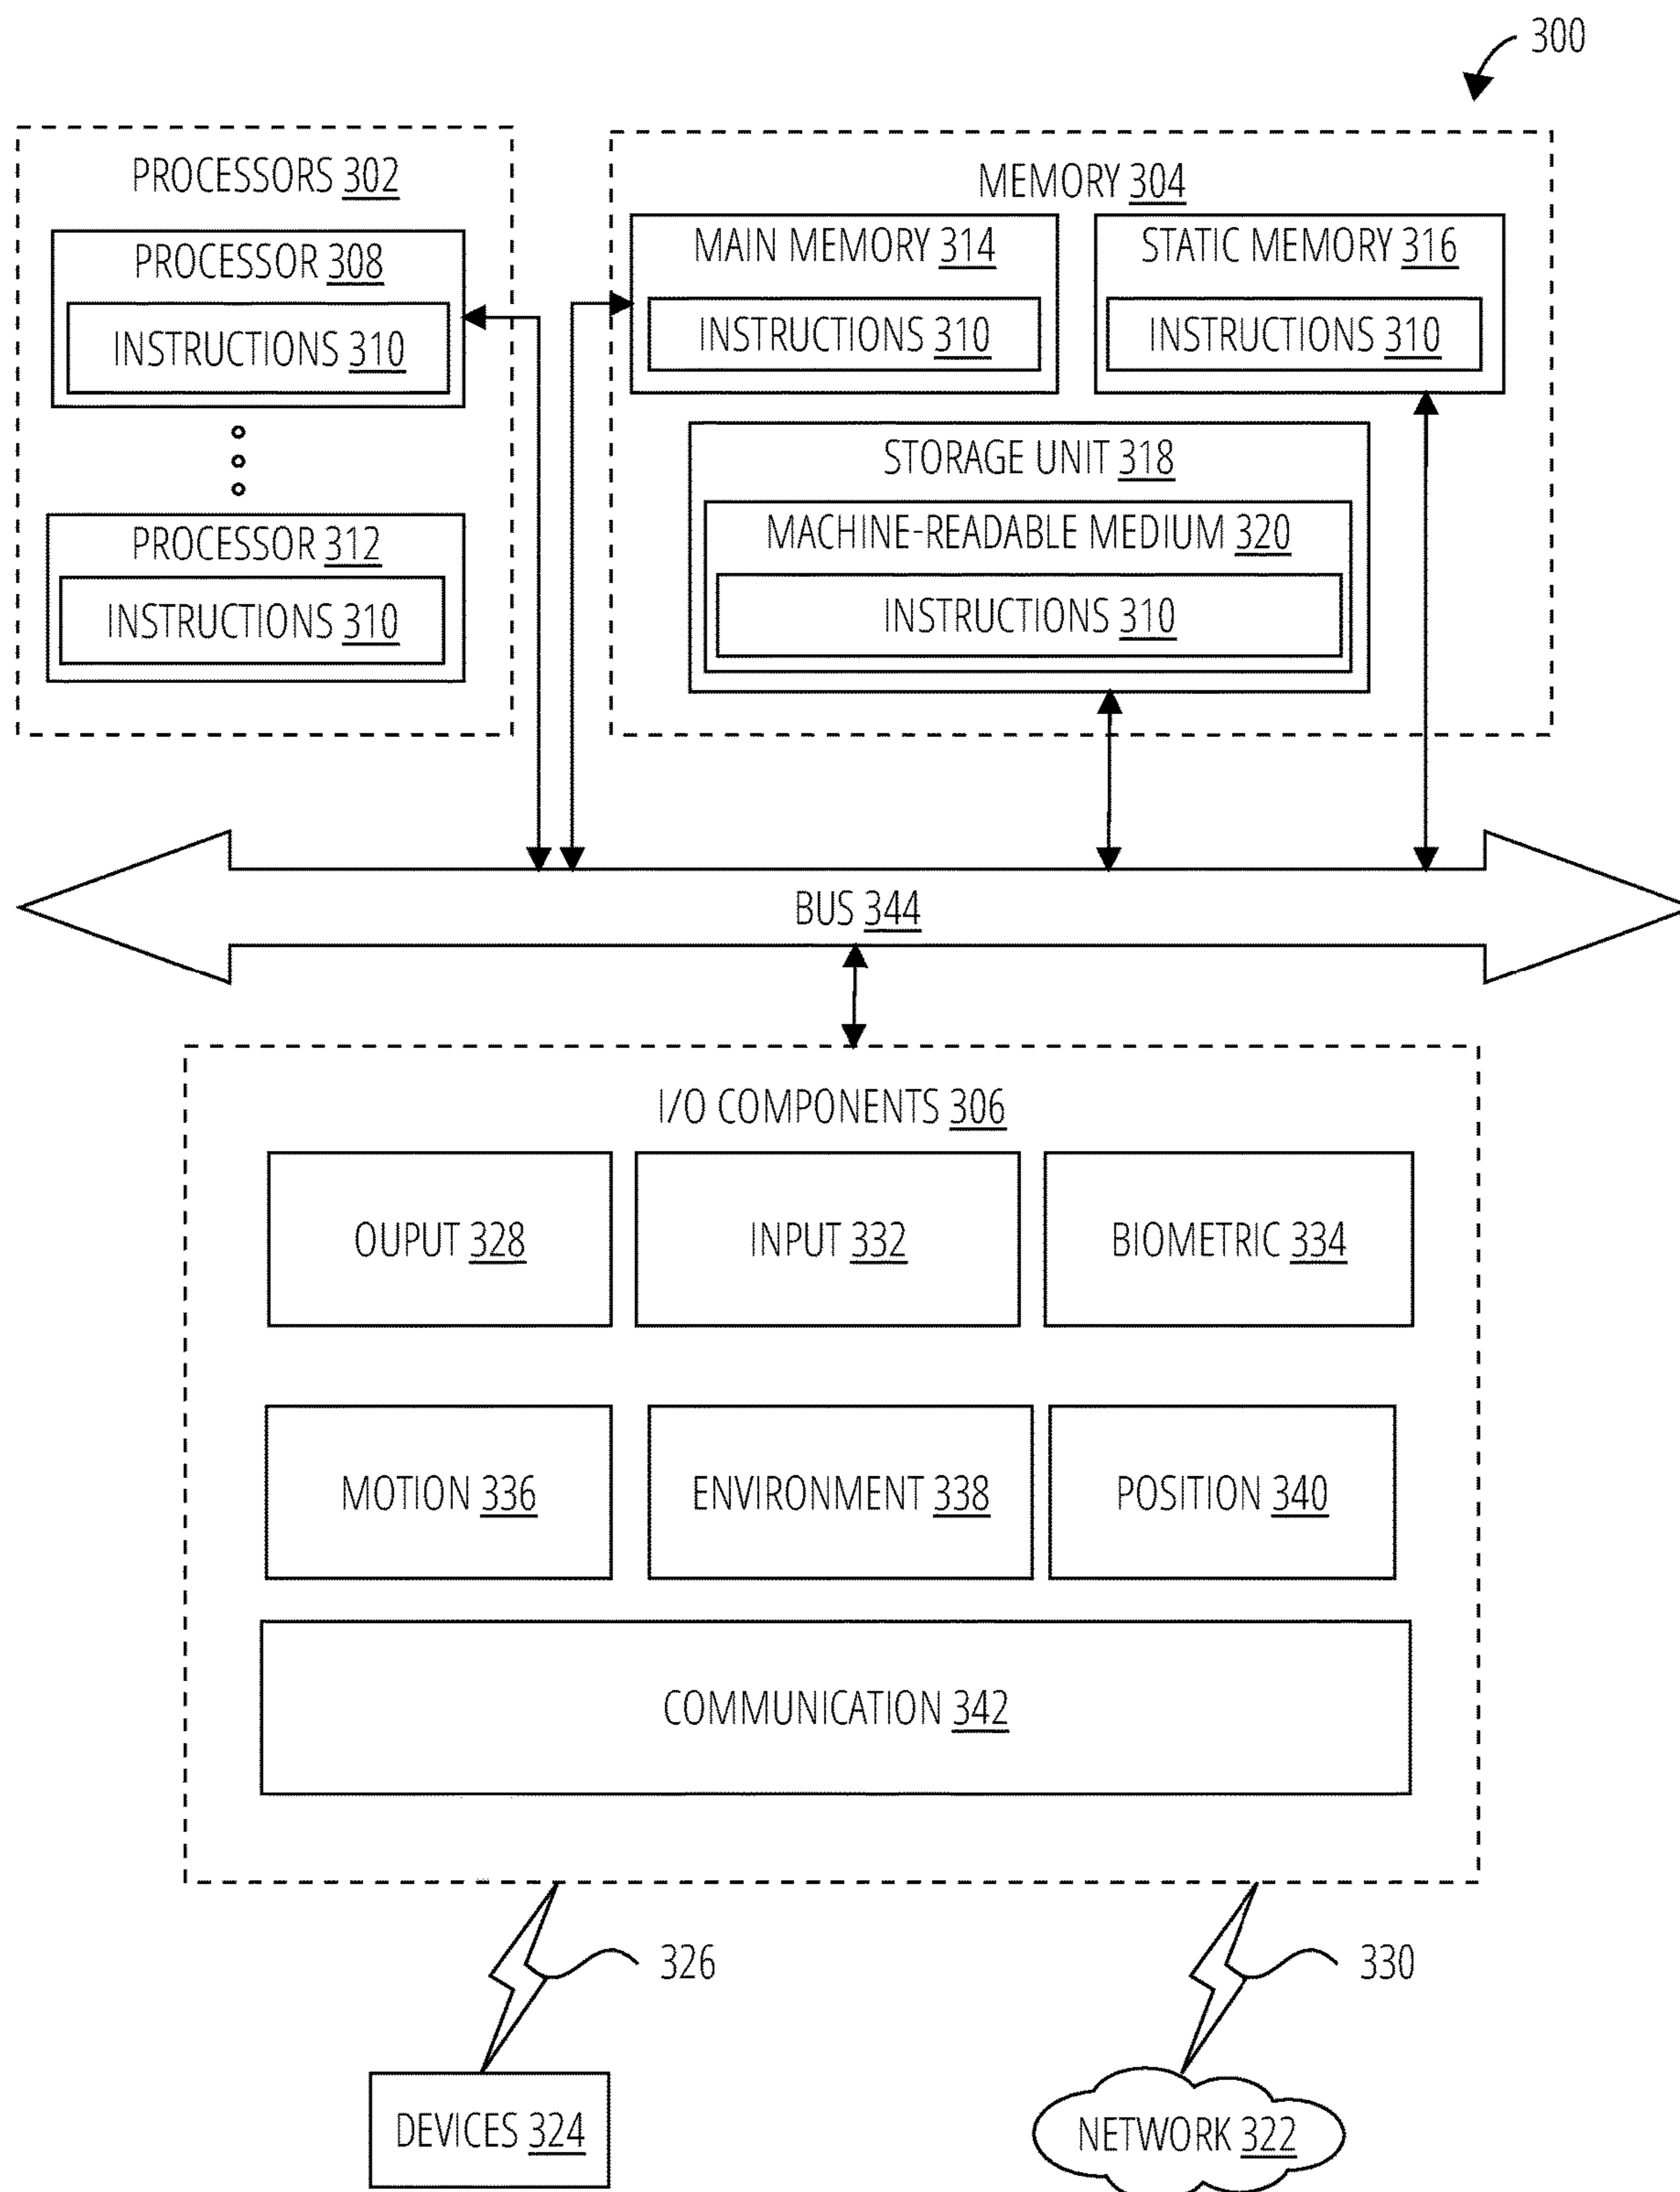 300
PROCESSORS 302
PROCESSOR 308
INSTRUCTIONS 310
PROCESSOR 312
INSTRUCTIONS 310
MEMORY 304
MAIN MEMORY 314
INSTRUCTIONS 310
STATIC MEMORY 316
INSTRUCTIONS 310
STORAGE UNIT 318
MACHINE-READABLE MEDIUM 320
INSTRUCTIONS 310
BUS 344
I/O COMPONENTS 306
OUPUT 328
INPUT 332
BIOMETRIC 334
MOTION 336
ENVIRONMENT 338
POSITION 340
COMMUNICATION 342
326
330
DEVICES 324
NETWORK 322